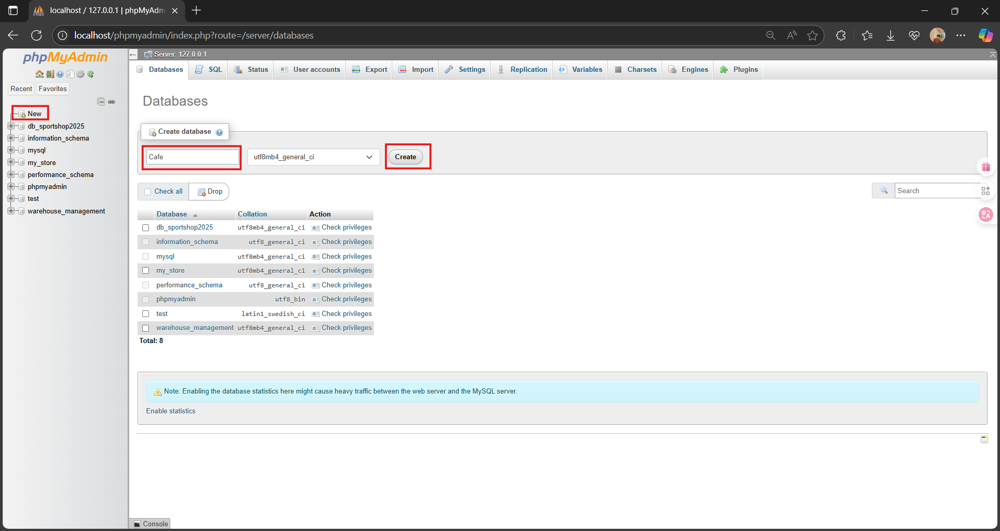 localhost / 127.0.0.1 | phpMyAdm
localhost/phpmyadmin/index.php?route=/server/databases
phpMyAdmin
Recent Favorites
New
db_sportshop2025
information_schema
mysql
my_store
performance_schema
phpmyadmin
test
warehouse_management
Server: 127.0.0.1
Databases SQL Status User accounts Export Import Settings Replication Variables Charsets Engines Plugins
Databases
Create database
Cafe utf8mb4_general_ci Create
Check all Drop Search
Database Collation Action
db_sportshop2025 utf8mb4_general_ci Check privileges
information_schema utf8_general_ci Check privileges
mysql utf8mb4_general_ci Check privileges
my_store utf8mb4_general_ci Check privileges
performance_schema utf8_general_ci Check privileges
phpmyadmin utf8_bin Check privileges
test latin1_swedish_ci Check privileges
warehouse_management utf8mb4_general_ci Check privileges
Total: 8
Note: Enabling the database statistics here might cause heavy traffic between the web server and the MySQL server.
Enable statistics
Console